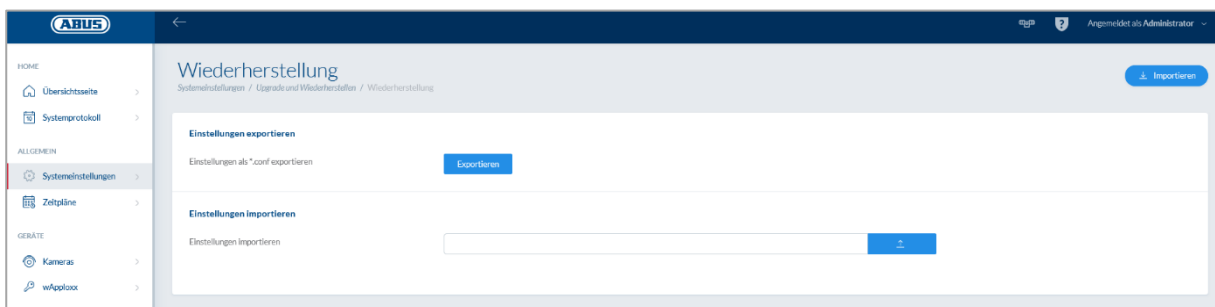 ABUS
Angemeldet als Administrator
HOME
Übersichtsseite
Systemprotokoll
ALLGEMEIN
Systemeinstellungen
Zeitpläne
GERÄTE
Kameras
wApploxx
Wiederherstellung
Systemeinstellungen / Upgrade und Wiederherstellen / Wiederherstellung
Importieren
Einstellungen exportieren
Einstellungen als *.conf exportieren
Exportieren
Einstellungen importieren
Einstellungen importieren